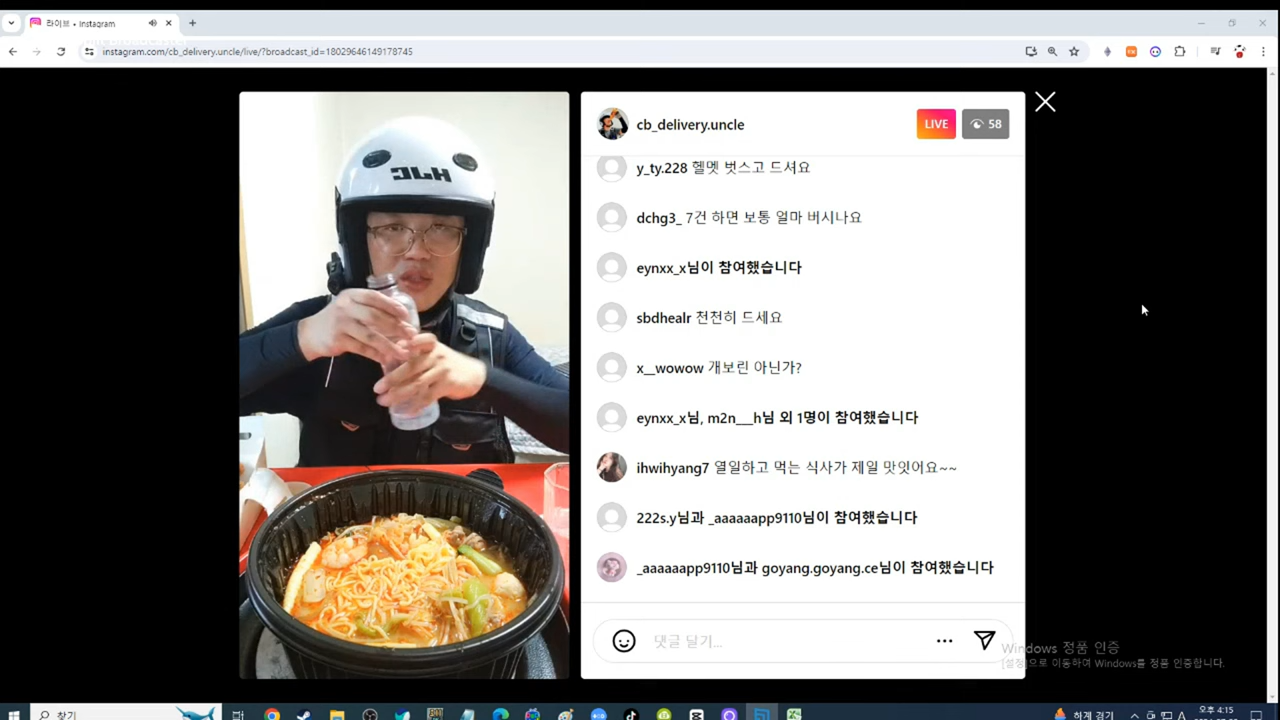 라이브 • Instagram
instagram.com/cb_delivery.uncle/live/?broadcast_id=18029646149178745
cb_delivery.uncle
LIVE
58
y_ty.228 헬멧 벗스고 드셔요
dchg3_ 7건 하면 보통 얼마 버시나요
eynxx_x님이 참여했습니다
sbdhealr 천천히 드세요
x__wowow 개보린 아닌가?
eynxx_x님, m2n___h님 외 1명이 참여했습니다
ihwihyang7 열일하고 먹는 식사가 제일 맛잇어요~~
222s.y님과 _aaaaaapp9110님이 참여했습니다
_aaaaaapp9110님과 goyang.goyang.ce님이 참여했습니다
댓글 달기...
Windows 정품 인증
[설정]으로 이동하여 Windows를 정품 인증합니다.
찾기
하계 경기
오후 4:15